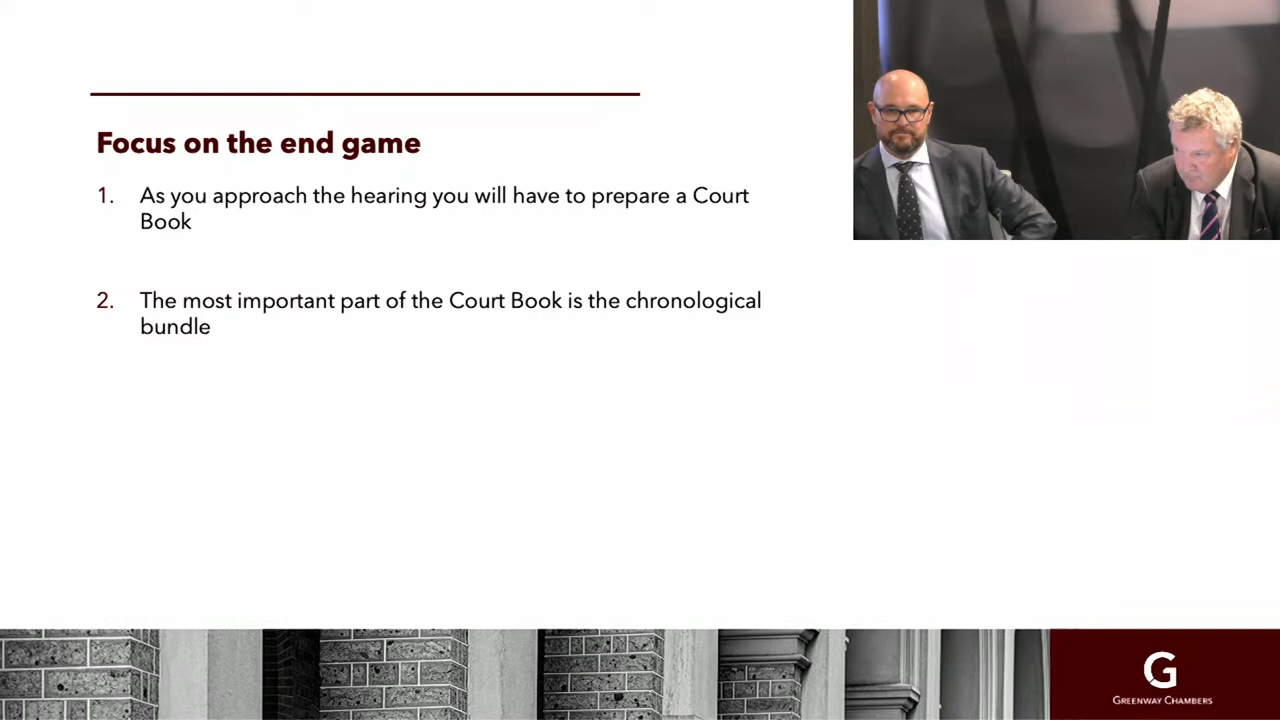 Focus on the end game
1. As you approach the hearing you will have to prepare a Court
Book
2. The most important part of the Court Book is the chronological
bundle
G
GREENWAY CHAMBERS